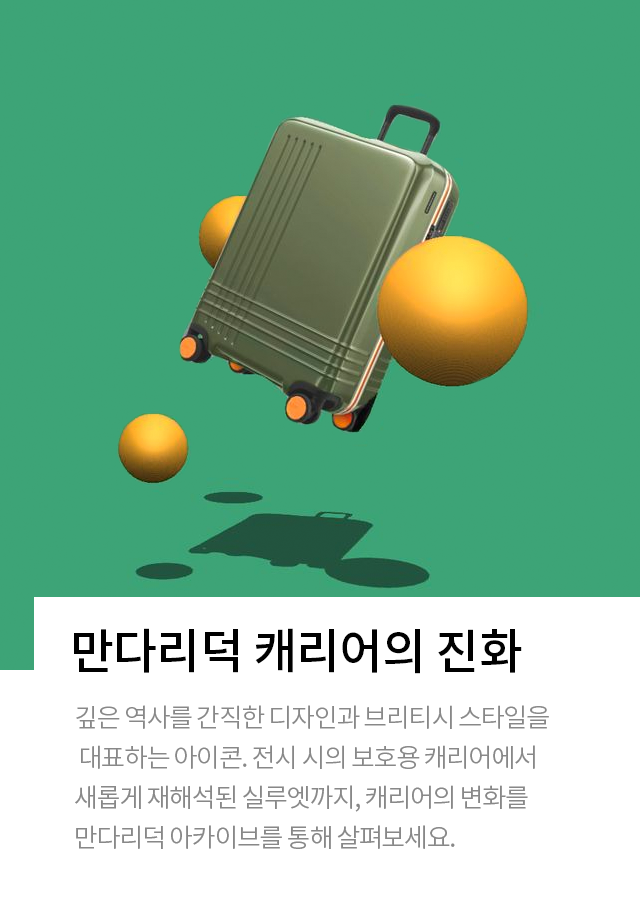 만다리덕 캐리어의 진화
깊은 역사를 간직한 디자인과 브리티시 스타일을
대표하는 아이콘. 전시 시의 보호용 캐리어에서
새롭게 재해석된 실루엣까지, 캐리어의 변화를
만다리덕 아카이브를 통해 살펴보세요.